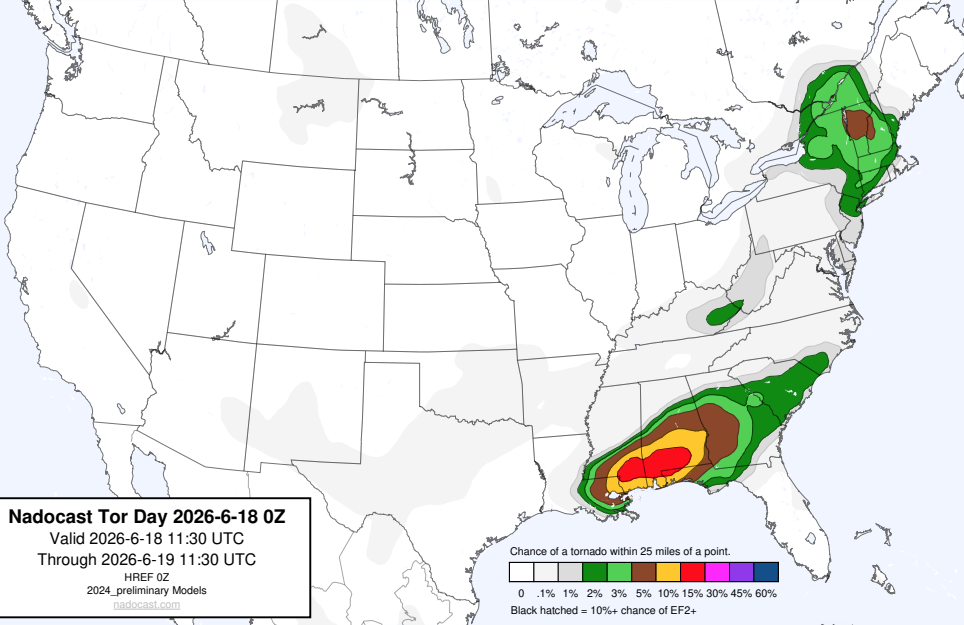 Nadocast Tor Day 2026-6-18 0Z
Valid 2026-6-18 11:30 UTC
Through 2026-6-19 11:30 UTC
HREF 0Z
2024_preliminary Models
nadocast.com
Chance of a tornado within 25 miles of a point.
0 .1% 1% 2% 3% 5% 10% 15% 30% 45% 60%
Black hatched = 10%+ chance of EF2+